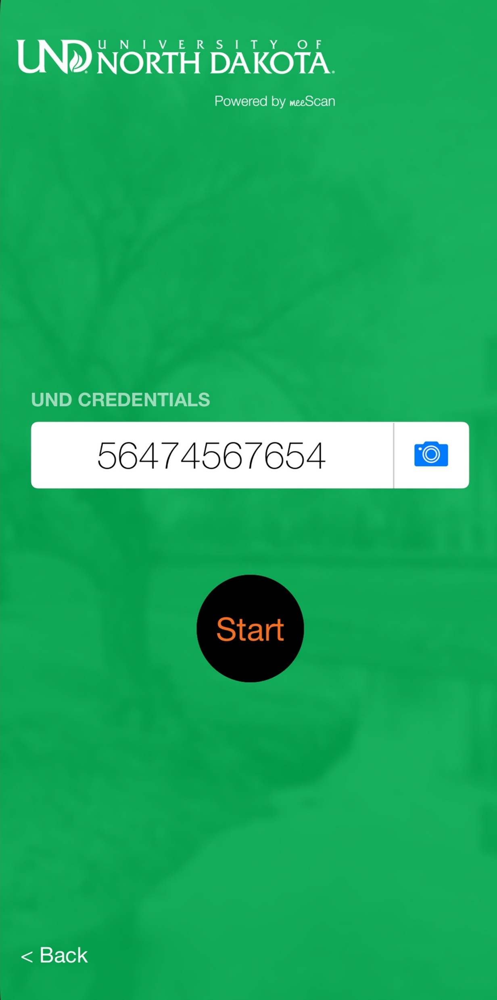 UND UNIVERSITY OF
NORTH DAKOTA
Powered by meeScan
UND CREDENTIALS
56474567654
Start
< Back